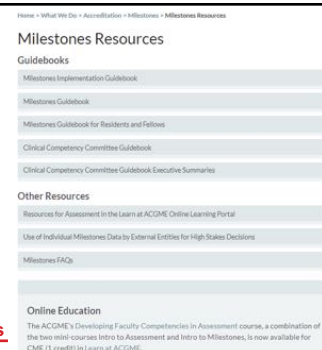 Home » What We Do » Accreditation » Milestones » Milestones Resources
Milestones Resources
Guidebooks
Milestones Implementation Guidebook
Milestones Guidebook
Milestones Guidebook for Residents and Fellows
Clinical Competency Committee Guidebook
Clinical Competency Committee Guidebook Executive Summaries
Other Resources
Resources for Assessment in the Learn at ACGME Online Learning Portal
Use of Individual Milestones Data by External Entities for High Stakes Decisions
Milestones FAQs
Online Education
The ACGME's Developing Faculty Competencies in Assessment course, a combination of
the two mini-courses Intro to Assessment and Intro to Milestones, is now available for
CME (1 credit) in Learn at ACGME.
s